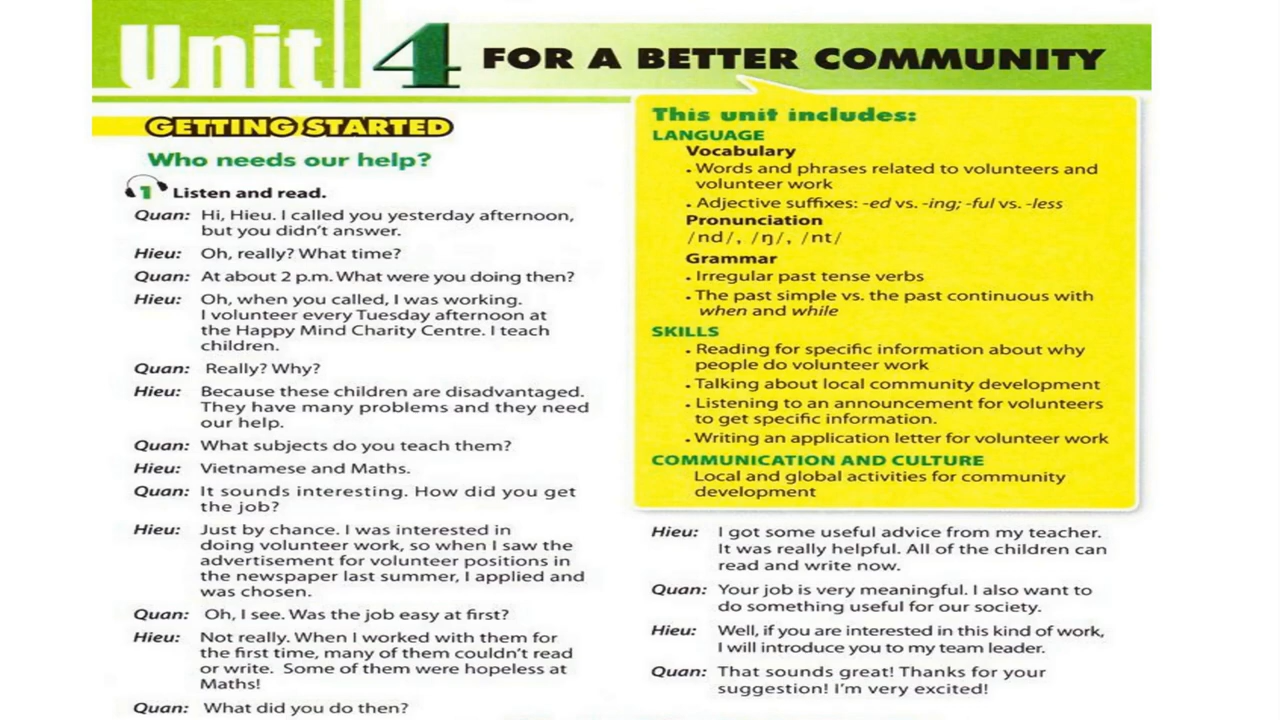 Unit 4 FOR A BETTER COMMUNITY
GETTING STARTED
Who needs our help?
1 Listen and read.
Quan: Hi, Hieu. I called you yesterday afternoon,
but you didn't answer.
Hieu: Oh, really? What time?
Quan: At about 2 p.m. What were you doing then?
Hieu: Oh, when you called, I was working.
I volunteer every Tuesday afternoon at
the Happy Mind Charity Centre. I teach
children.
Quan: Really? Why?
Hieu: Because these children are disadvantaged.
They have many problems and they need
our help.
Quan: What subjects do you teach them?
Hieu: Vietnamese and Maths.
Quan: It sounds interesting. How did you get
the job?
Hieu: Just by chance. I was interested in
doing volunteer work, so when I saw the
advertisement for volunteer positions in
the newspaper last summer, I applied and
was chosen.
Quan: Oh, I see. Was the job easy at first?
Hieu: Not really. When I worked with them for
the first time, many of them couldn't read
or write. Some of them were hopeless at
Maths!
Quan: What did you do then?
This unit includes:
LANGUAGE
Vocabulary
• Words and phrases related to volunteers and
volunteer work
• Adjective suffixes: -ed vs. -ing; -ful vs. -less
Pronunciation
/nd/, /ŋ/, /nt/
Grammar
• Irregular past tense verbs
• The past simple vs. the past continuous with
when and while
SKILLS
• Reading for specific information about why
people do volunteer work
• Talking about local community development
• Listening to an announcement for volunteers
to get specific information.
• Writing an application letter for volunteer work
COMMUNICATION AND CULTURE
Local and global activities for community
development
Hieu: I got some useful advice from my teacher.
It was really helpful. All of the children can
read and write now.
Quan: Your job is very meaningful. I also want to
do something useful for our society.
Hieu: Well, if you are interested in this kind of work,
I will introduce you to my team leader.
Quan: That sounds great! Thanks for your
suggestion! I'm very excited!